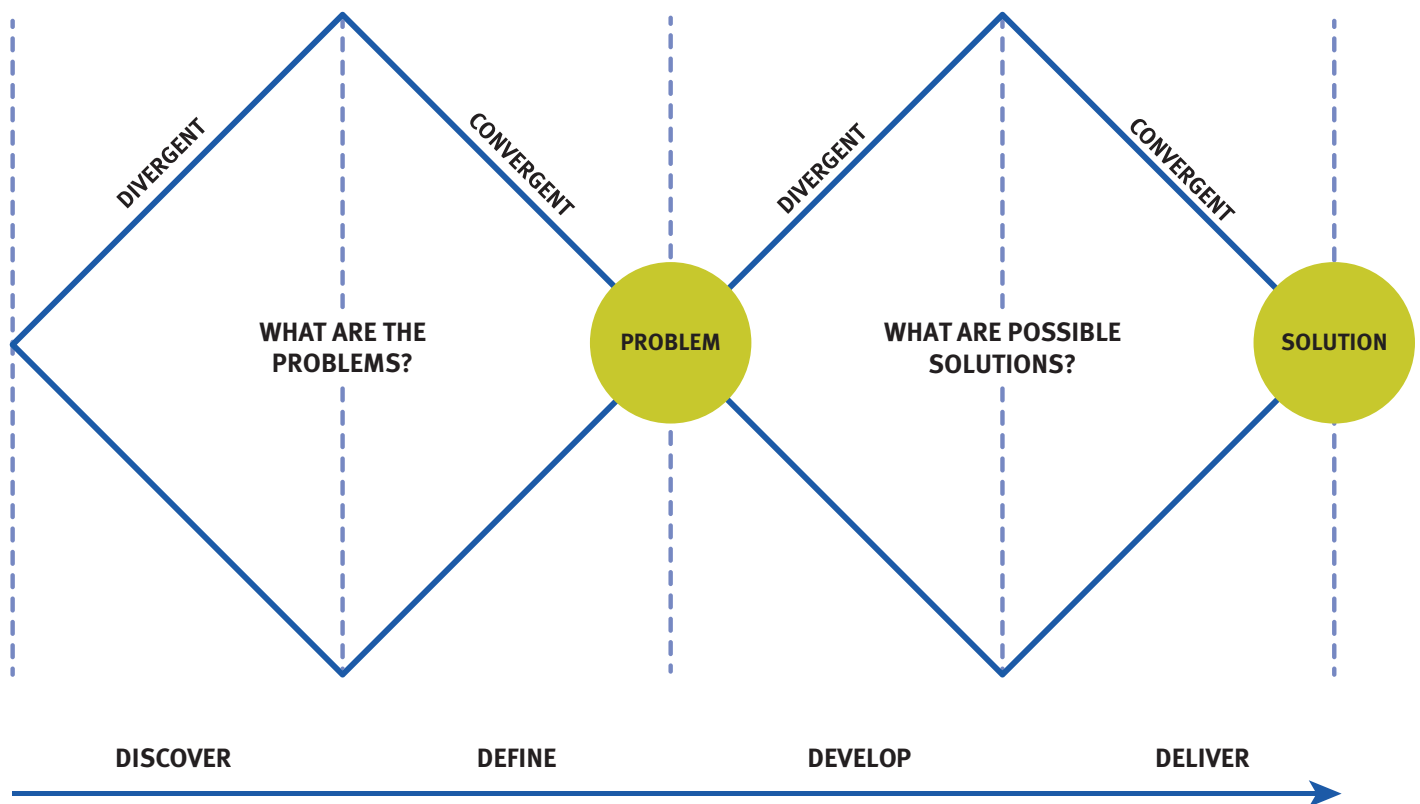 DIVERGENT
CONVERGENT
DIVERGENT
CONVERGENT
WHAT ARE THE
PROBLEMS?
PROBLEM
WHAT ARE POSSIBLE
SOLUTIONS?
SOLUTION
DISCOVER
DEFINE
DEVELOP
DELIVER